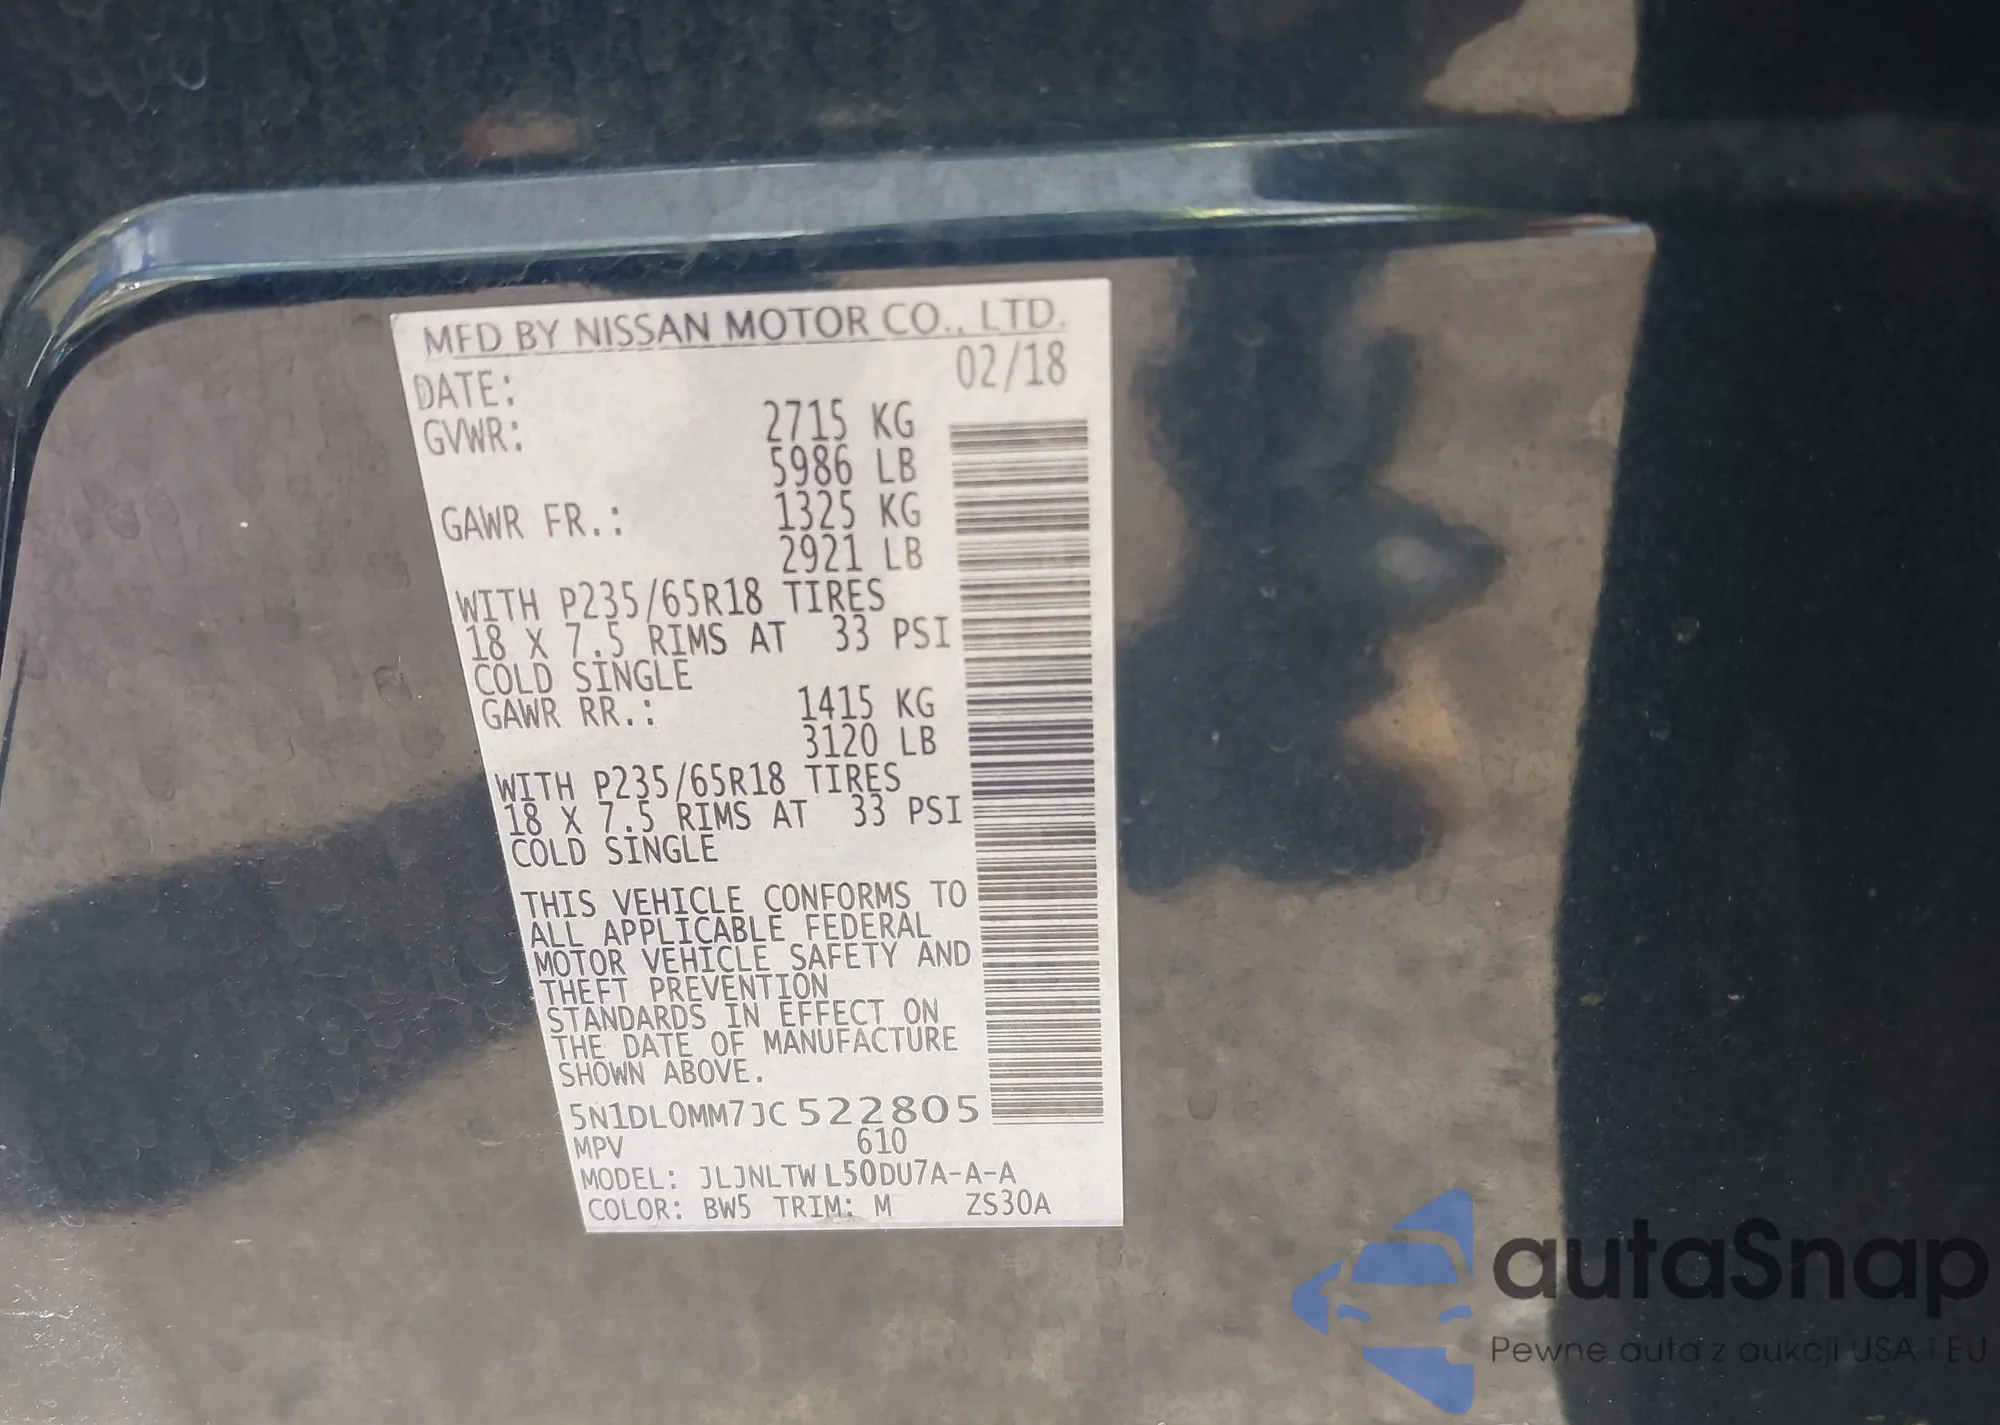 MFD BY NISSAN MOTOR CO., LTD.
DATE: 02/18
GVWR: 2715 KG
5986 LB
GAWR FR.: 1325 KG
2921 LB
WITH P235/65R18 TIRES
18 X 7.5 RIMS AT 33 PSI
COLD SINGLE
GAWR RR.: 1415 KG
3120 LB
WITH P235/65R18 TIRES
18 X 7.5 RIMS AT 33 PSI
COLD SINGLE
THIS VEHICLE CONFORMS TO
ALL APPLICABLE FEDERAL
MOTOR VEHICLE SAFETY AND
THEFT PREVENTION
STANDARDS IN EFFECT ON
THE DATE OF MANUFACTURE
SHOWN ABOVE.
5N1DL0MM7JC522805
MPV 610
MODEL: JLJNLTWL50DU7A-A-A
COLOR: BW5 TRIM: M ZS30A
autaSnap
Pewne auta z aukcji USA i EU